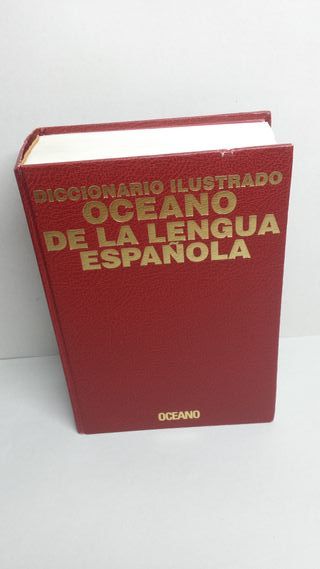 DICCIONARIO ILUSTRADO
OCEANO
DE LA LENGUA
ESPAÑOLA
OCEANO